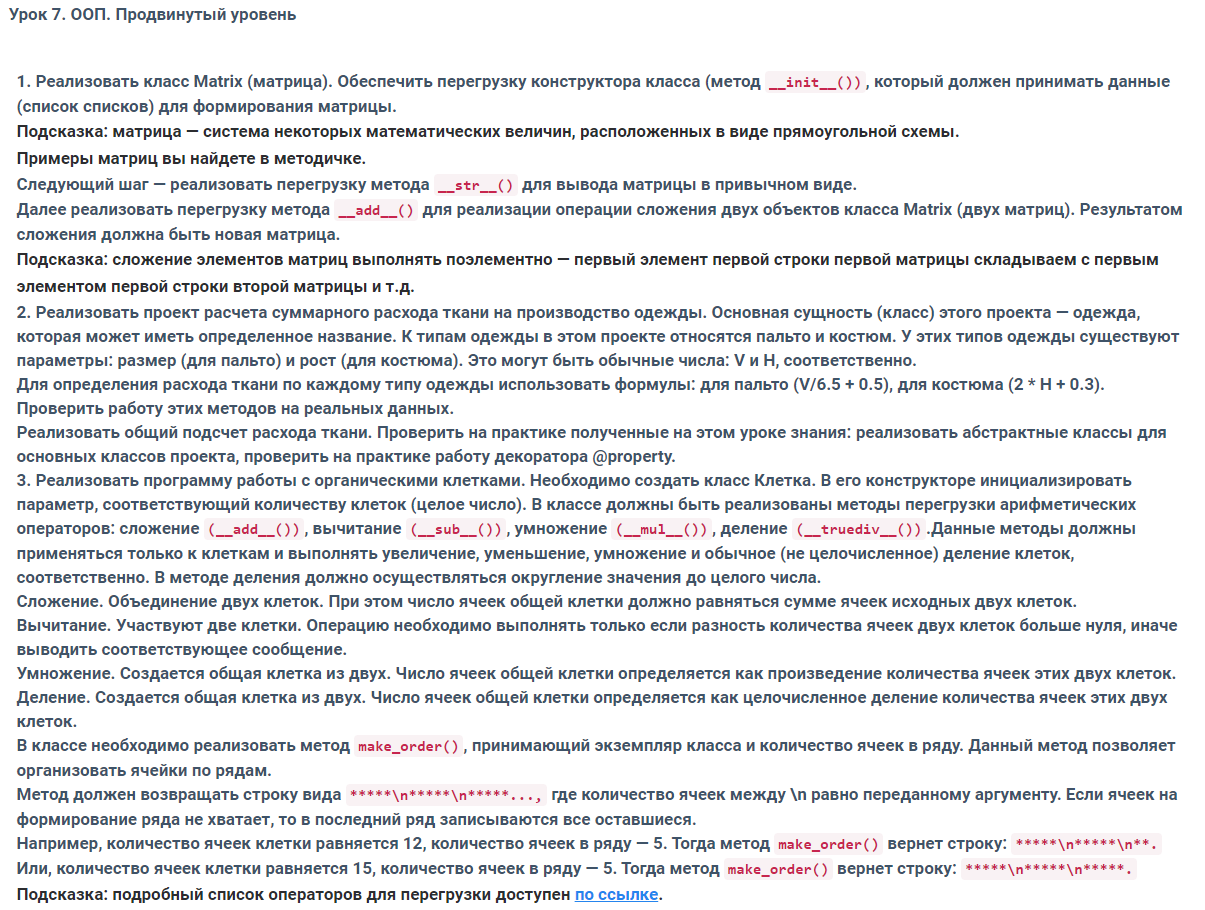 Урок 7. ООП. Продвинутый уровень
1. Реализовать класс Matrix (матрица). Обеспечить перегрузку конструктора класса (метод __init__()), который должен принимать данные
(список списков) для формирования матрицы.
Подсказка: матрица — система некоторых математических величин, расположенных в виде прямоугольной схемы.
Примеры матриц вы найдете в методичке.
Следующий шаг — реализовать перегрузку метода __str__() для вывода матрицы в привычном виде.
Далее реализовать перегрузку метода __add__() для реализации операции сложения двух объектов класса Matrix (двух матриц). Результатом
сложения должна быть новая матрица.
Подсказка: сложение элементов матриц выполнять поэлементно — первый элемент первой строки первой матрицы складываем с первым
элементом первой строки второй матрицы и т.д.
2. Реализовать проект расчета суммарного расхода ткани на производство одежды. Основная сущность (класс) этого проекта — одежда,
которая может иметь определенное название. К типам одежды в этом проекте относятся пальто и костюм. У этих типов одежды существуют
параметры: размер (для пальто) и рост (для костюма). Это могут быть обычные числа: V и H, соответственно.
Для определения расхода ткани по каждому типу одежды использовать формулы: для пальто (V/6.5 + 0.5), для костюма (2 * H + 0.3).
Проверить работу этих методов на реальных данных.
Реализовать общий подсчет расхода ткани. Проверить на практике полученные на этом уроке знания: реализовать абстрактные классы для
основных классов проекта, проверить на практике работу декоратора @property.
3. Реализовать программу работы с органическими клетками. Необходимо создать класс Клетка. В его конструкторе инициализировать
параметр, соответствующий количеству клеток (целое число). В классе должны быть реализованы методы перегрузки арифметических
операторов: сложение (__add__()), вычитание (__sub__()), умножение (__mul__()), деление (__truediv__()).Данные методы должны
применяться только к клеткам и выполнять увеличение, уменьшение, умножение и обычное (не целочисленное) деление клеток,
соответственно. В методе деления должно осуществляться округление значения до целого числа.
Сложение. Объединение двух клеток. При этом число ячеек общей клетки должно равняться сумме ячеек исходных двух клеток.
Вычитание. Участвуют две клетки. Операцию необходимо выполнять только если разность количества ячеек двух клеток больше нуля, иначе
выводить соответствующее сообщение.
Умножение. Создается общая клетка из двух. Число ячеек общей клетки определяется как произведение количества ячеек этих двух клеток.
Деление. Создается общая клетка из двух. Число ячеек общей клетки определяется как целочисленное деление количества ячеек этих двух
клеток.
В классе необходимо реализовать метод make_order(), принимающий экземпляр класса и количество ячеек в ряду. Данный метод позволяет
организовать ячейки по рядам.
Метод должен возвращать строку вида *****\n*****\n*****..., где количество ячеек между \n равно переданному аргументу. Если ячеек на
формирование ряда не хватает, то в последний ряд записываются все оставшиеся.
Например, количество ячеек клетки равняется 12, количество ячеек в ряду — 5. Тогда метод make_order() вернет строку: *****\n*****\n**.
Или, количество ячеек клетки равняется 15, количество ячеек в ряду — 5. Тогда метод make_order() вернет строку: *****\n*****\n*****.
Подсказка: подробный список операторов для перегрузки доступен по ссылке.